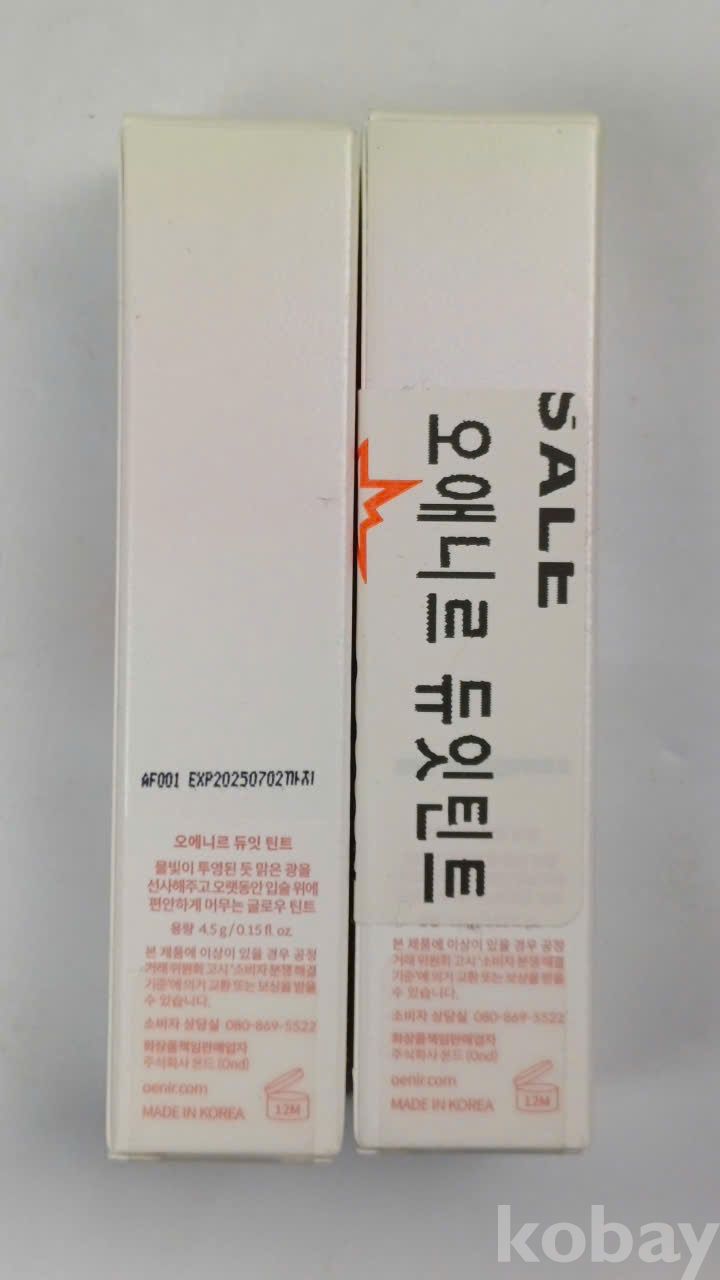 AF001 EXP20250702까지
오에니르 듀잇 틴트
물빛이 투영된 듯 맑은 광을
선사해주고 오랫동안 입술 위에
편안하게 머무는 글로우 틴트
용량 4.5 g / 0.15 fl. oz.
본 제품에 이상이 있을 경우 공정
거래 위원회 고시 '소비자 분쟁 해결
기준'에 의거 교환 또는 보상을 받을
수 있습니다.
소비자 상담실 080-869-5522
화장품책임판매업자
주식회사 온드 (Ond)
oenir.com
MADE IN KOREA
12M
SALE
오에니르 듀잇틴트
본 제품에 이상이 있을 경우 공정
거래 위원회 고시 '소비자 분쟁 해결
기준'에 의거 교환 또는 보상을 받을
수 있습니다.
소비자 상담실 080-869-5522
화장품책임판매업자
주식회사 온드 (Ond)
oenir.com
MADE IN KOREA
12M
kobay